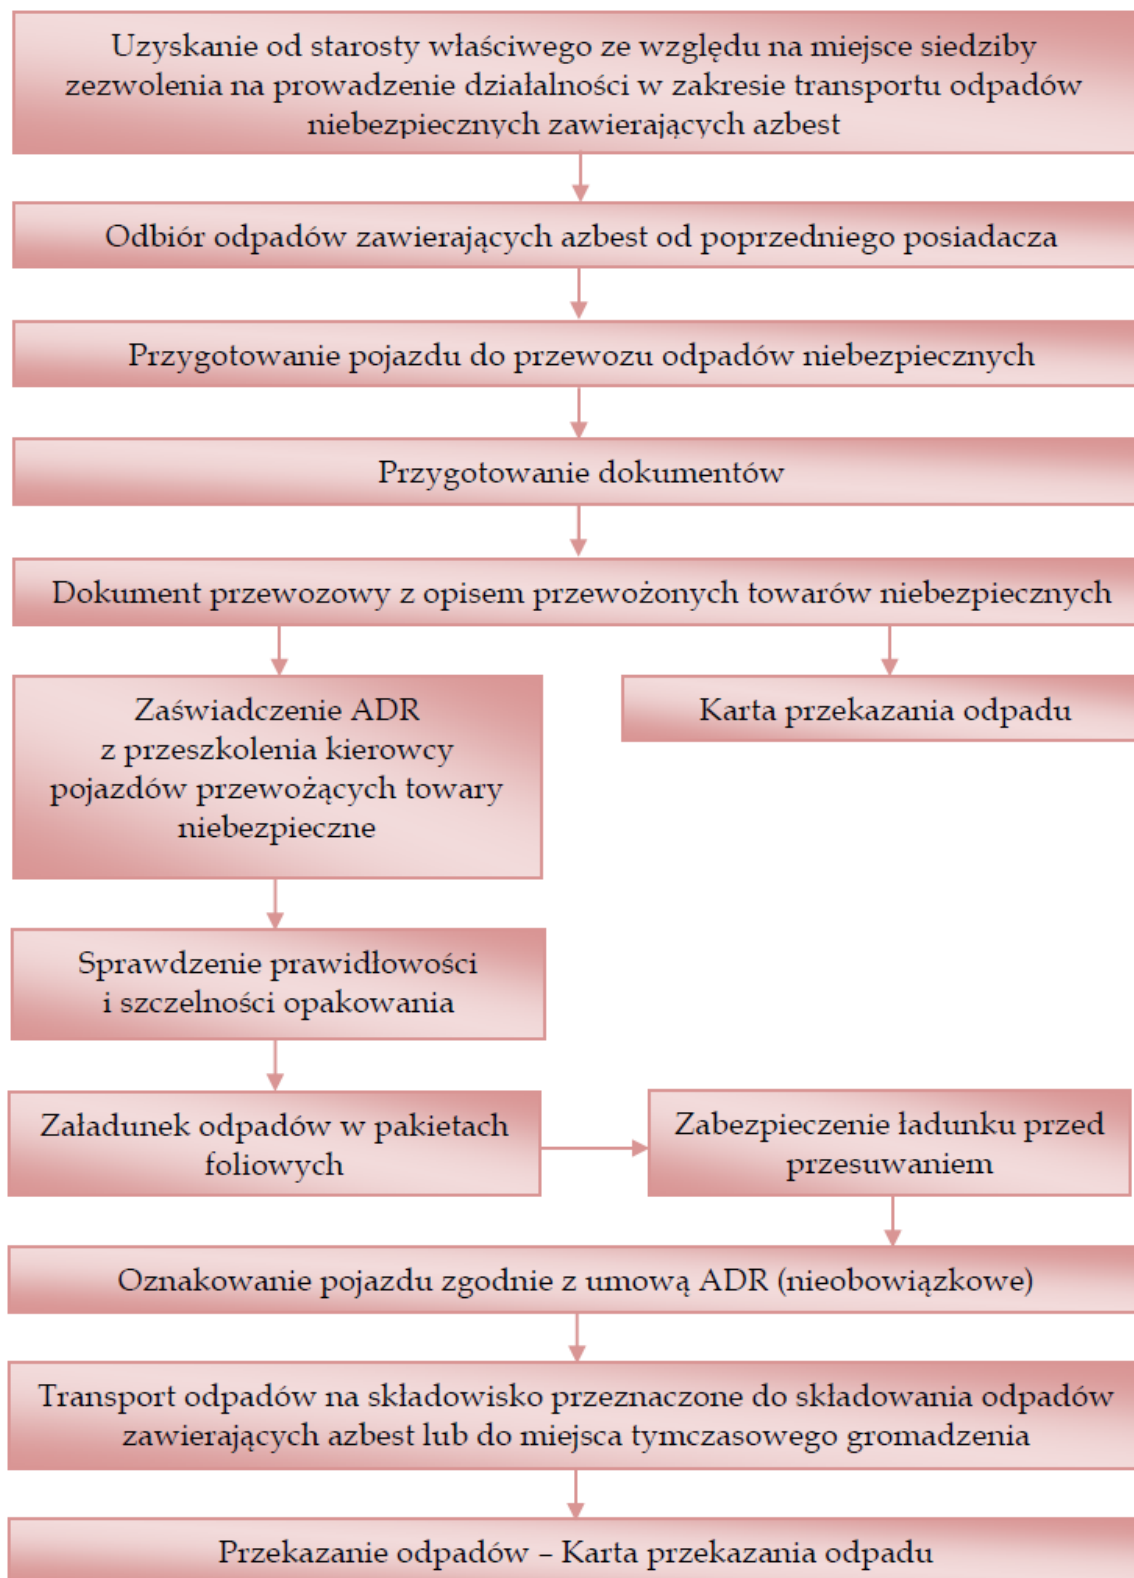 Uzyskanie od starosty właściwego ze względu na miejsce siedziby
zezwolenia na prowadzenie działalności w zakresie transportu odpadów
niebezpiecznych zawierających azbest
Odbiór odpadów zawierających azbest od poprzedniego posiadacza
Przygotowanie pojazdu do przewozu odpadów niebezpiecznych
Przygotowanie dokumentów
Dokument przewozowy z opisem przewożonych towarów niebezpiecznych
Zaświadczenie ADR
z przeszkolenia kierowcy
pojazdów przewożących towary
niebezpieczne
Karta przekazania odpadu
Sprawdzenie prawidłowości
i szczelności opakowania
Załadunek odpadów w pakietach
foliowych
Zabezpieczenie ładunku przed
przesuwaniem
Oznakowanie pojazdu zgodnie z umową ADR (nieobowiązkowe)
Transport odpadów na składowisko przeznaczone do składowania odpadów
zawierających azbest lub do miejsca tymczasowego gromadzenia
Przekazanie odpadów – Karta przekazania odpadu